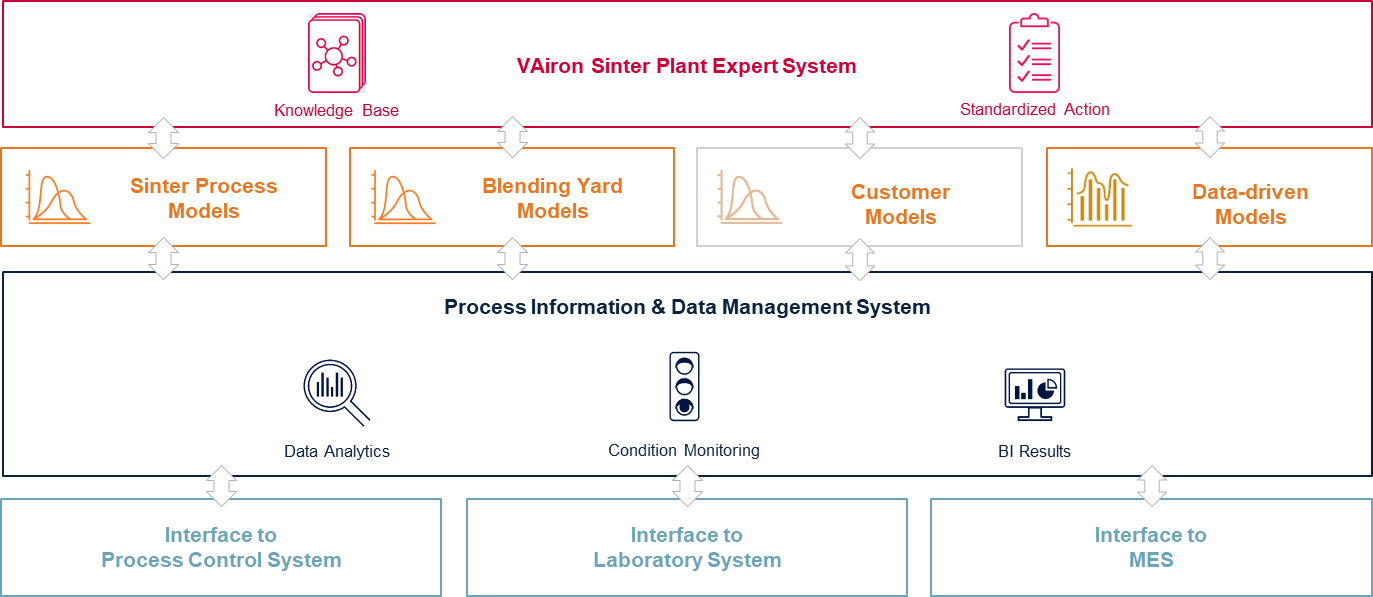 VAiron Sinter Plant Expert System
Knowledge Base
Standardized Action
Sinter Process
Models
Blending Yard
Models
Customer
Models
Data-driven
Models
Process Information & Data Management System
Data Analytics
Condition Monitoring
BI Results
Interface to
Process Control System
Interface to
Laboratory System
Interface to
MES